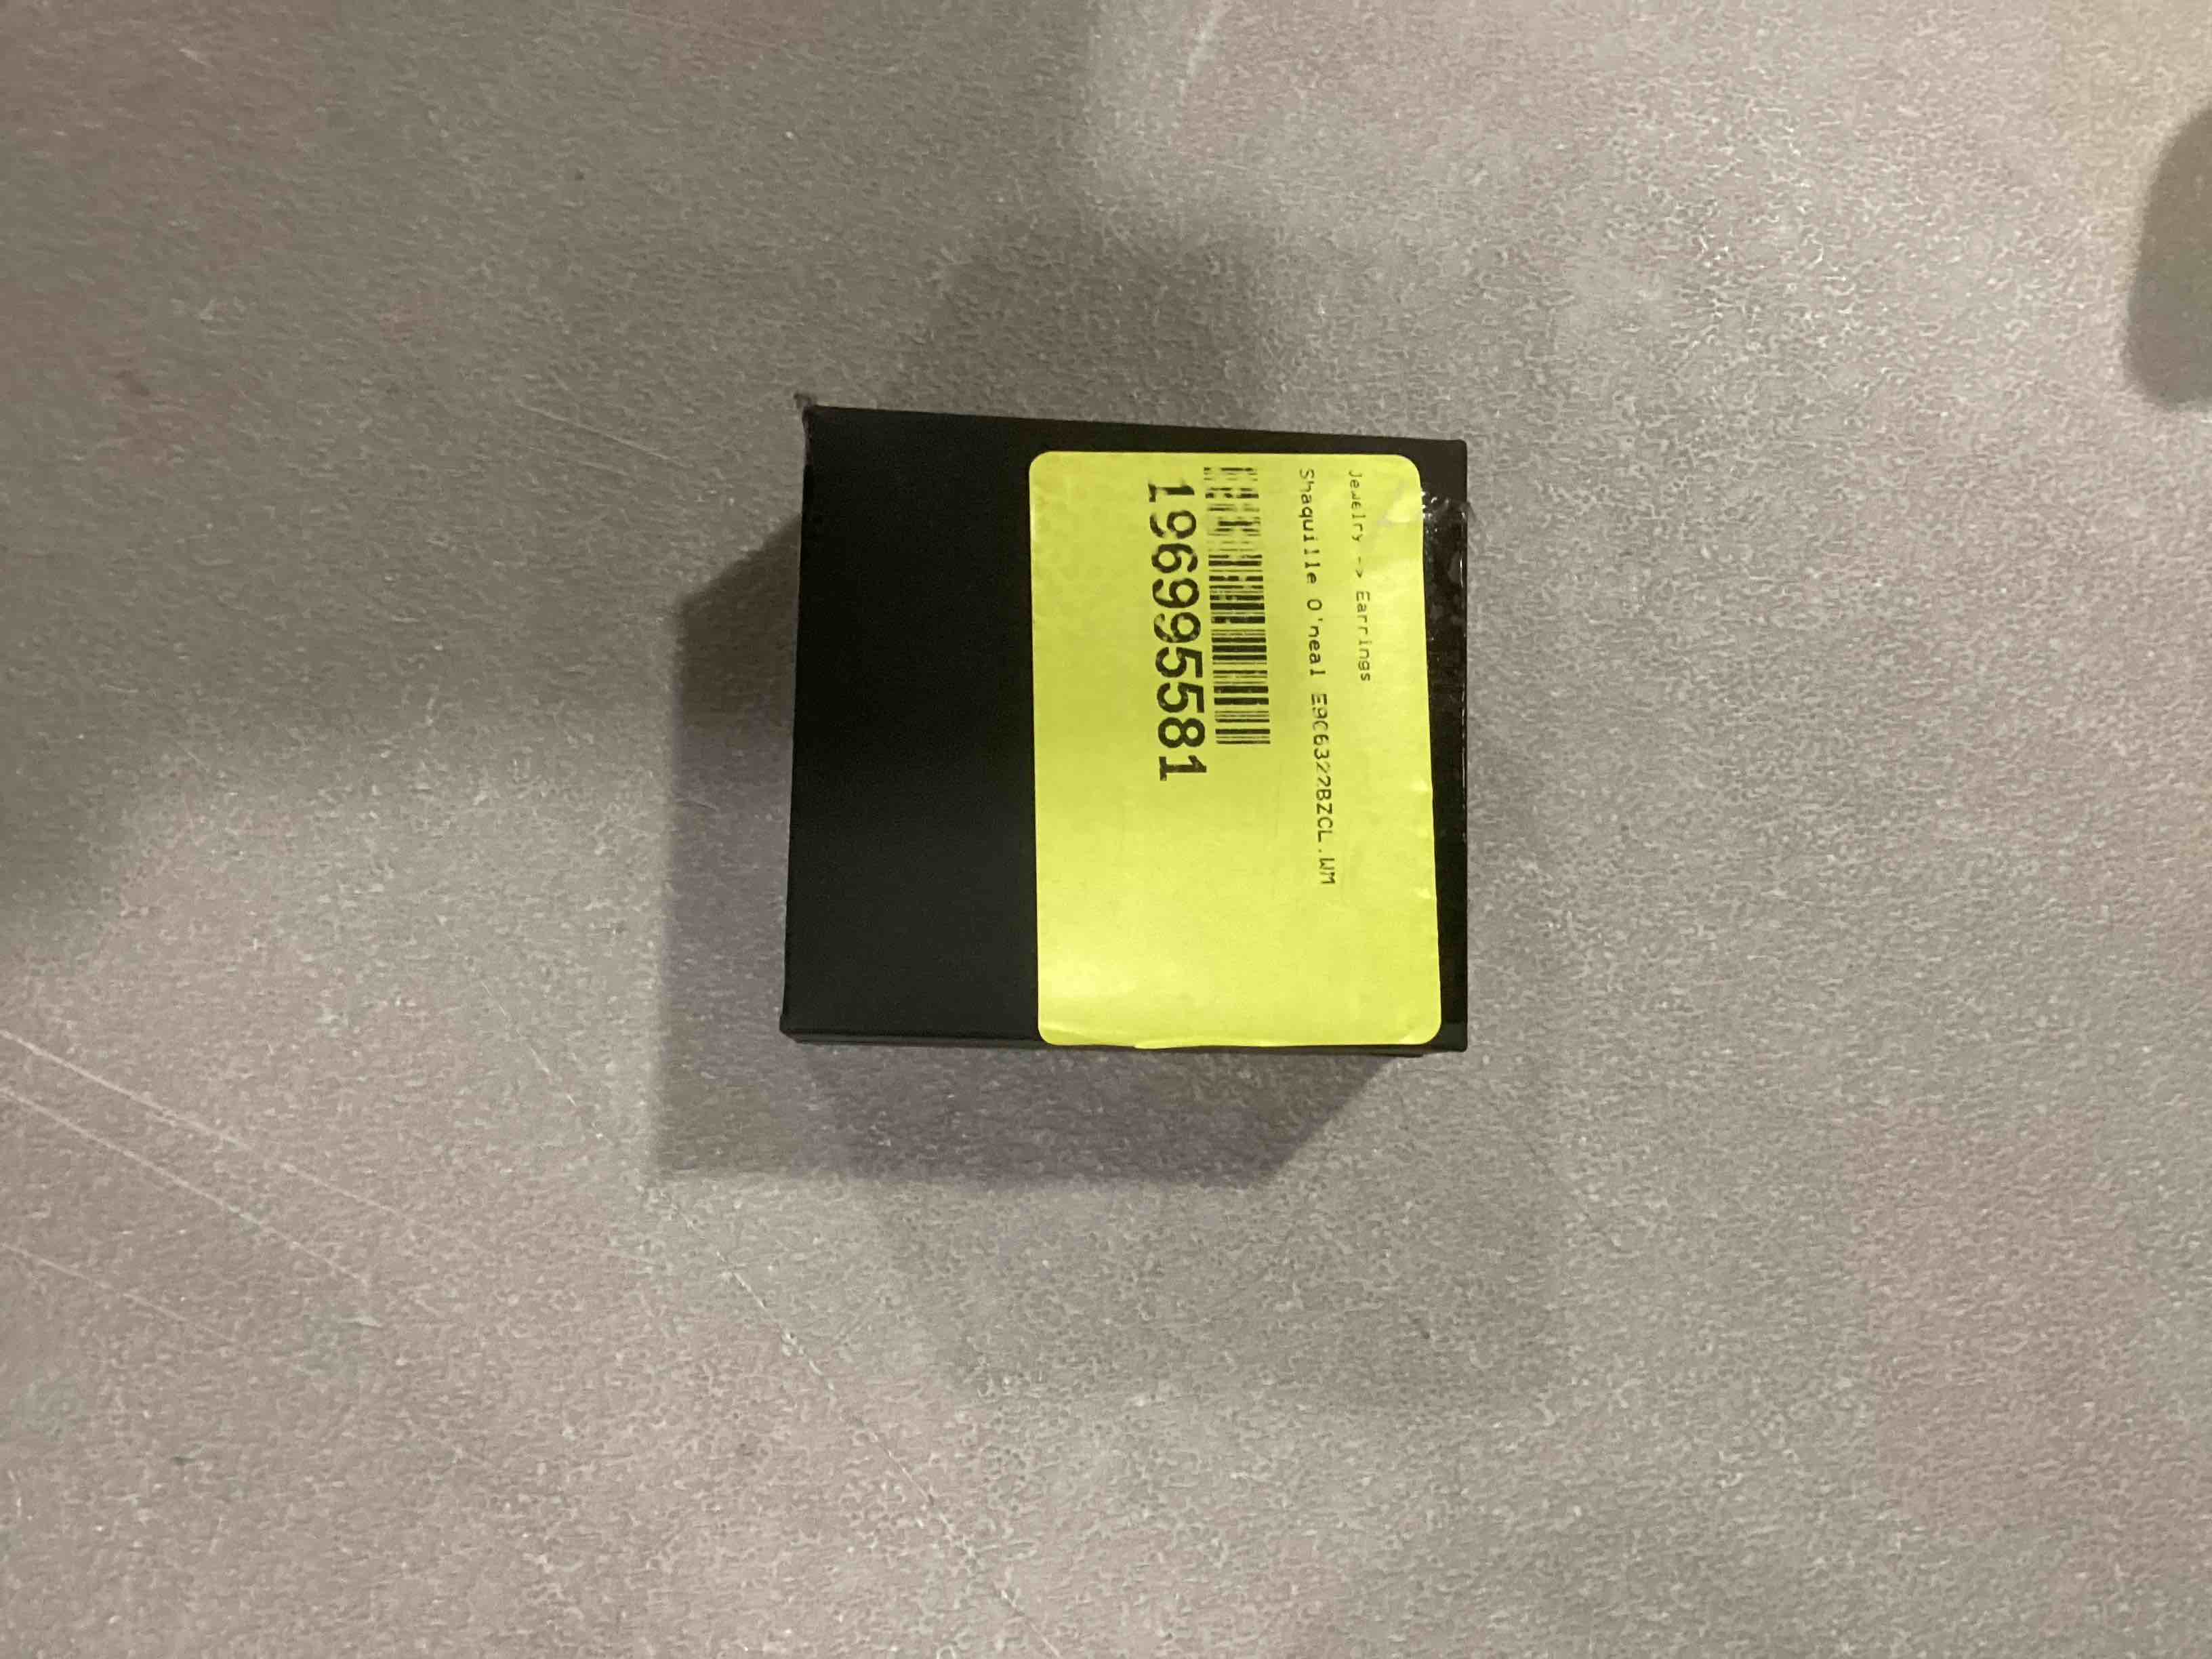 Jewelry -> Earrings
Shaquille O'neal E9C6327BZCL.WM
1969955581